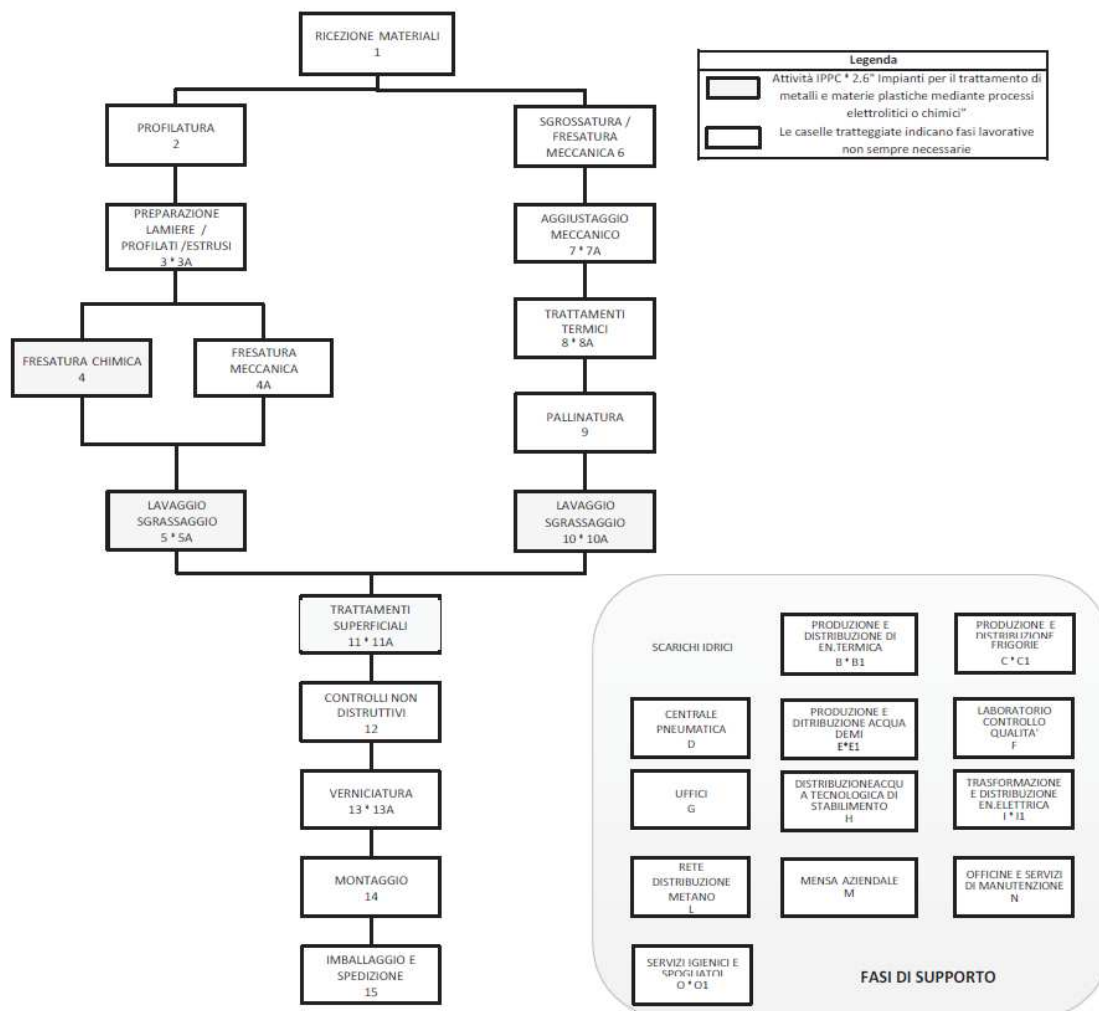 RICEZIONE MATERIALI
1
Legenda
Attività IPPC * 2.6" Impianti per il trattamento di
metalli e materie plastiche mediante processi
elettrolitici o chimici"
Le caselle tratteggiate indicano fasi lavorative
non sempre necessarie
PROFILATURA
2
SGROSSATURA /
FRESATURA
MECCANICA 6
PREPARAZIONE
LAMIERE /
PROFILATI /ESTRUSI
3 * 3A
AGGIUSTAGGIO
MECCANICO
7 * 7A
TRATTAMENTI
TERMICI
8 * 8A
FRESATURA CHIMICA
4
FRESATURA
MECCANICA
4A
PALLINATURA
9
LAVAGGIO
SGRASSAGGIO
5 * 5A
LAVAGGIO
SGRASSAGGIO
10 * 10A
TRATTAMENTI
SUPERFICIALI
11 * 11A
CONTROLLI NON
DISTRUTTIVI
12
VERNICIATURA
13 * 13A
MONTAGGIO
14
IMBALLAGGIO E
SPEDIZIONE
15
SCARICHI IDRICI
PRODUZIONE E
DISTRIBUZIONE DI
EN.TERMICA
B * B1
PRODUZIONE E
DISTRIBUZIONE
FRIGORIE
C * C1
CENTRALE
PNEUMATICA
D
PRODUZIONE E
DITRIBUZIONE ACQUA
DEMI
E*E1
LABORATORIO
CONTROLLO
QUALITA'
F
UFFICI
G
DISTRIBUZIONEACQU
A TECNOLOGICA DI
STABILIMENTO
H
TRASFORMAZIONE
E DISTRIBUZIONE
EN.ELETTRICA
I * I1
RETE
DISTRIBUZIONE
METANO
L
MENSA AZIENDALE
M
OFFICINE E SERVIZI
DI MANUTENZIONE
N
SERVIZI IGIENICI E
SPOGLIATOI
O * O1
FASI DI SUPPORTO